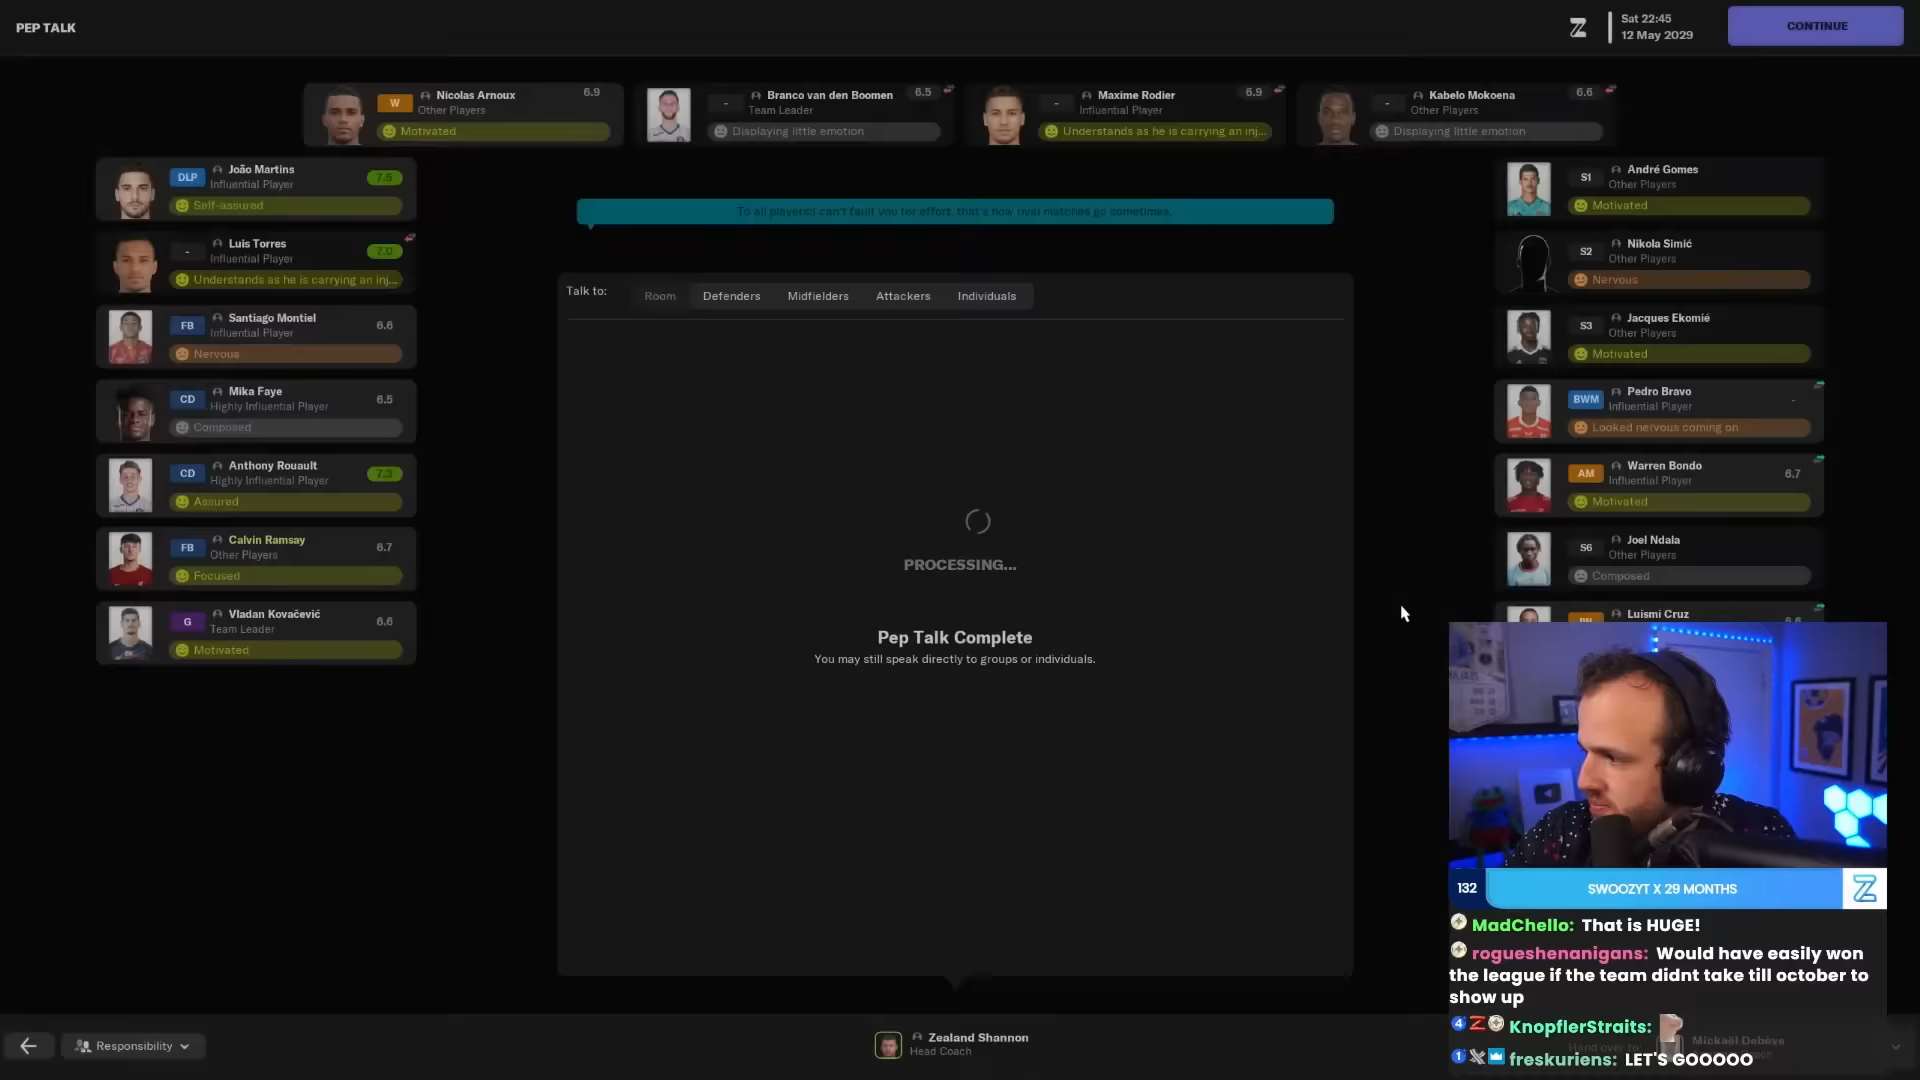 PEP TALK
Sat 22:45
12 May 2029
CONTINUE
W
Nicolas Arnoux
6.9
Other Players
Motivated
-
Branco van den Boomen
6.5
Team Leader
Displaying little emotion
-
Maxime Rodier
6.9
Influential Player
Understands as he is carrying an inj...
-
Kabelo Mokoena
6.6
Other Players
Displaying little emotion
DLP
João Martins
Influential Player
Self-assured
-
Luis Torres
7.0
Influential Player
Understands as he is carrying an inj...
FB
Santiago Montiel
6.6
Influential Player
Nervous
CD
Mika Faye
6.5
Highly Influential Player
Composed
CD
Anthony Rouault
7.3
Highly Influential Player
Assured
FB
Calvin Ramsay
6.7
Other Players
Focused
G
Vladan Kovačević
6.6
Team Leader
Motivated
To all players: I can't fault you for effort, that's how rival matches go sometimes.
Talk to:
Room
Defenders
Midfielders
Attackers
Individuals
PROCESSING...
Pep Talk Complete
You may still speak directly to groups or individuals.
S1
André Gomes
Other Players
Motivated
S2
Nikola Simić
Other Players
Nervous
S3
Jacques Ekomié
Other Players
Motivated
BWM
Pedro Bravo
-
Influential Player
Looked nervous coming on
AM
Warren Bondo
6.7
Influential Player
Motivated
S6
Joel Ndala
Other Players
Composed
Luismi Cruz
132
SWOOZYT X 29 MONTHS
MadChello: That is HUGE!
rogueshenanigans: Would have easily won
the league if the team didnt take till october to
show up
4
KnopflerStraits:
1
freskuriens: LET'S GOOOOO
Hand over to:
Mickaël Debève
Responsibility
Zealand Shannon
Head Coach